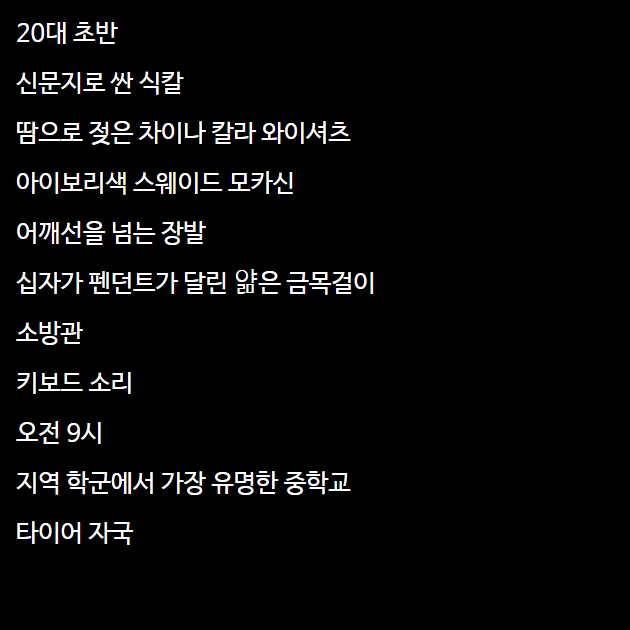 20대 초반
신문지로 싼 식칼
땀으로 젖은 차이나 칼라 와이셔츠
아이보리색 스웨이드 모카신
어깨선을 넘는 장발
십자가 펜던트가 달린 얇은 금목걸이
소방관
키보드 소리
오전 9시
지역 학군에서 가장 유명한 중학교
타이어 자국